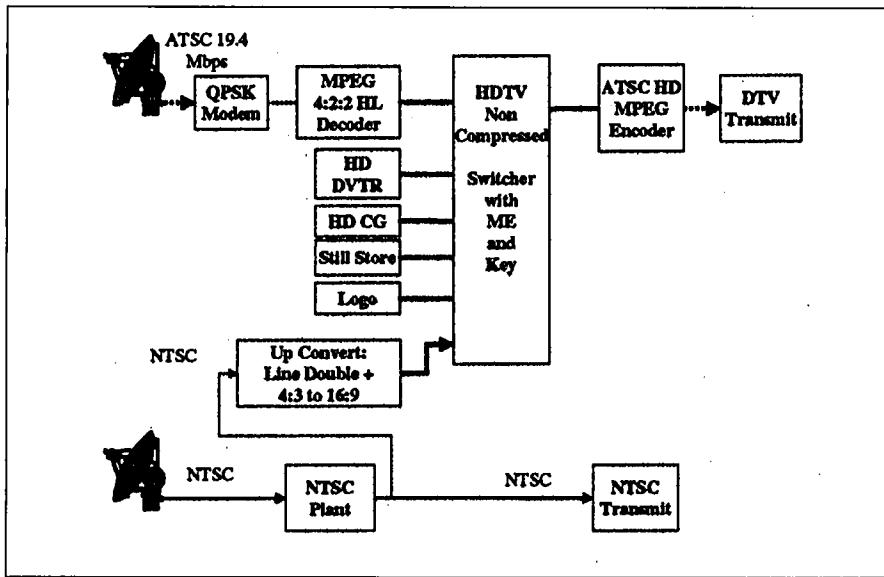 ATSC 19.4
Mbps
QPSK
Modem
MPEG
4:2:2 HL
Decoder
HDTV
Non
Compressed
Switcher
with
ME
and
Key
ATSC HD
MPEG
Encoder
DTV
Transmit
HD
DVTR
HD CG
Still Store
Logo
NTSC
Up Convert:
Line Double +
4:3 to 16:9
NTSC
NTSC
Plant
NTSC
NTSC
Transmit